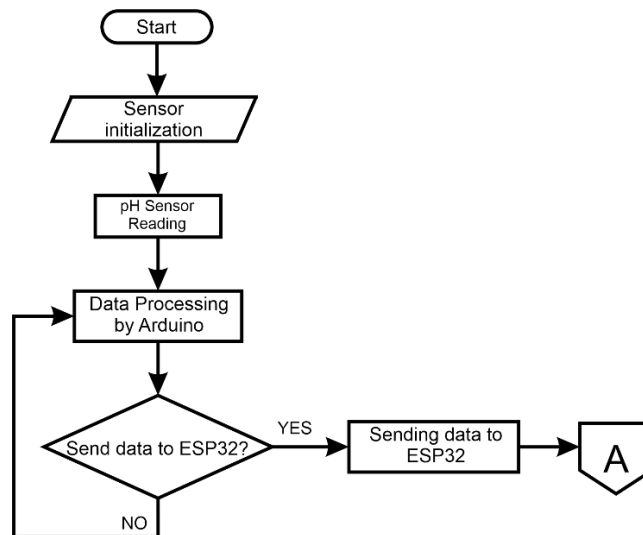 Start
Sensor
initialization
pH Sensor
Reading
Data Processing
by Arduino
Send data to ESP32?
YES
Sending data to
ESP32
A
NO